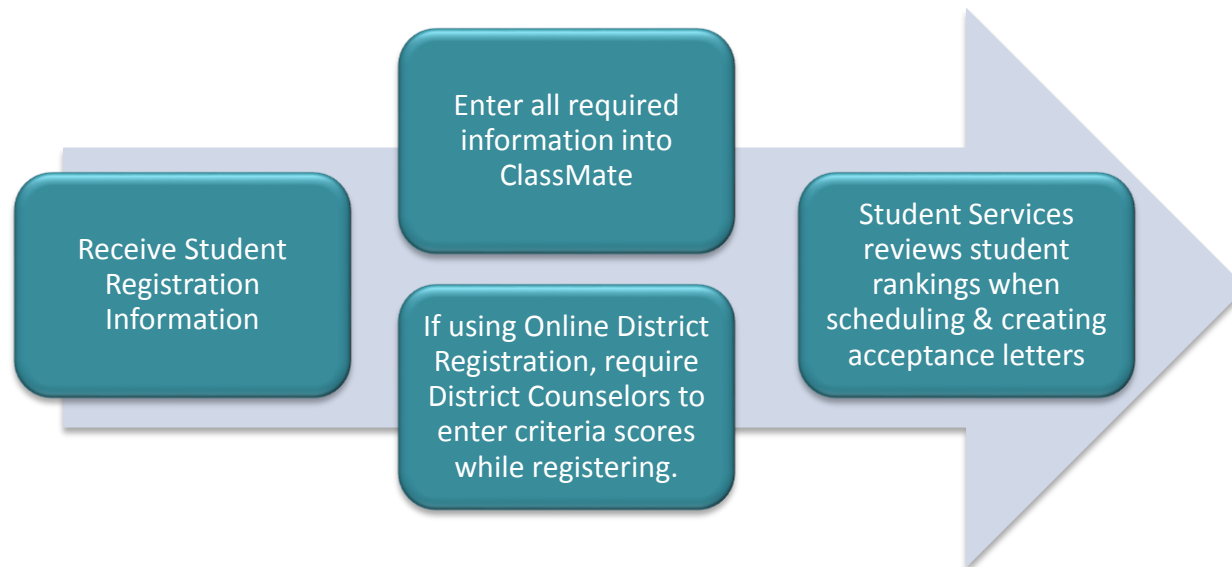 Receive Student
Registration
Information
Enter all required
information into
ClassMate
If using Online District
Registration, require
District Counselors to
enter criteria scores
while registering.
Student Services
reviews student
rankings when
scheduling & creating
acceptance letters